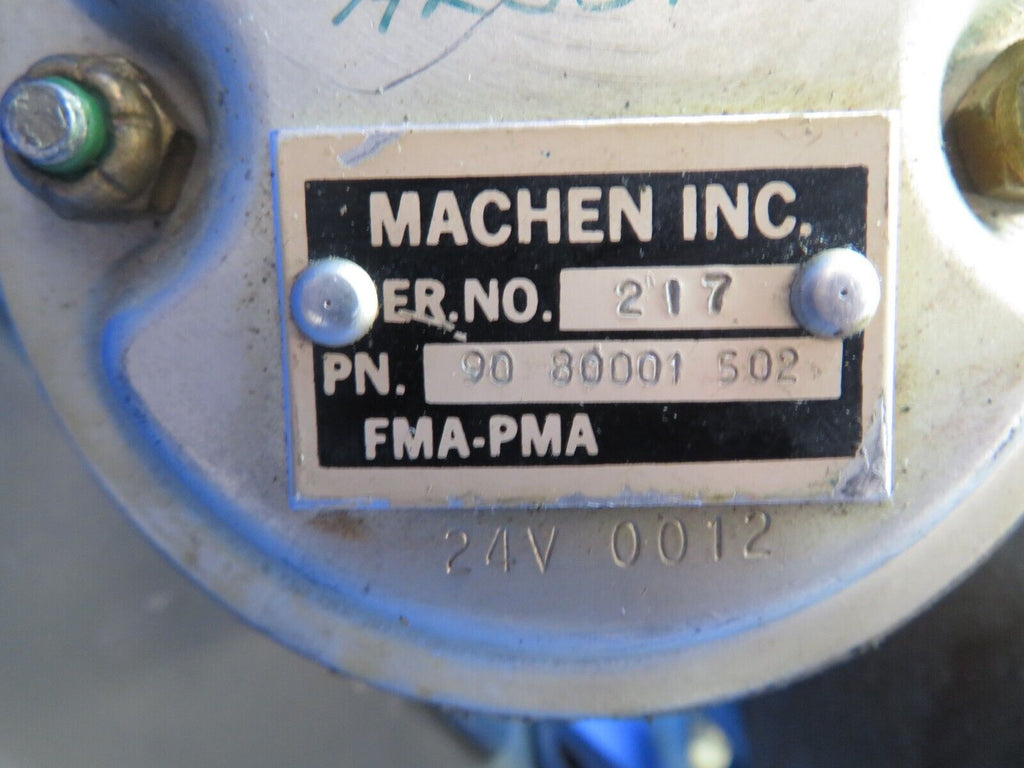 MACHEN INC.
ER.NO. 217
PN. 90 80001 502
FMA-PMA
24V 0012